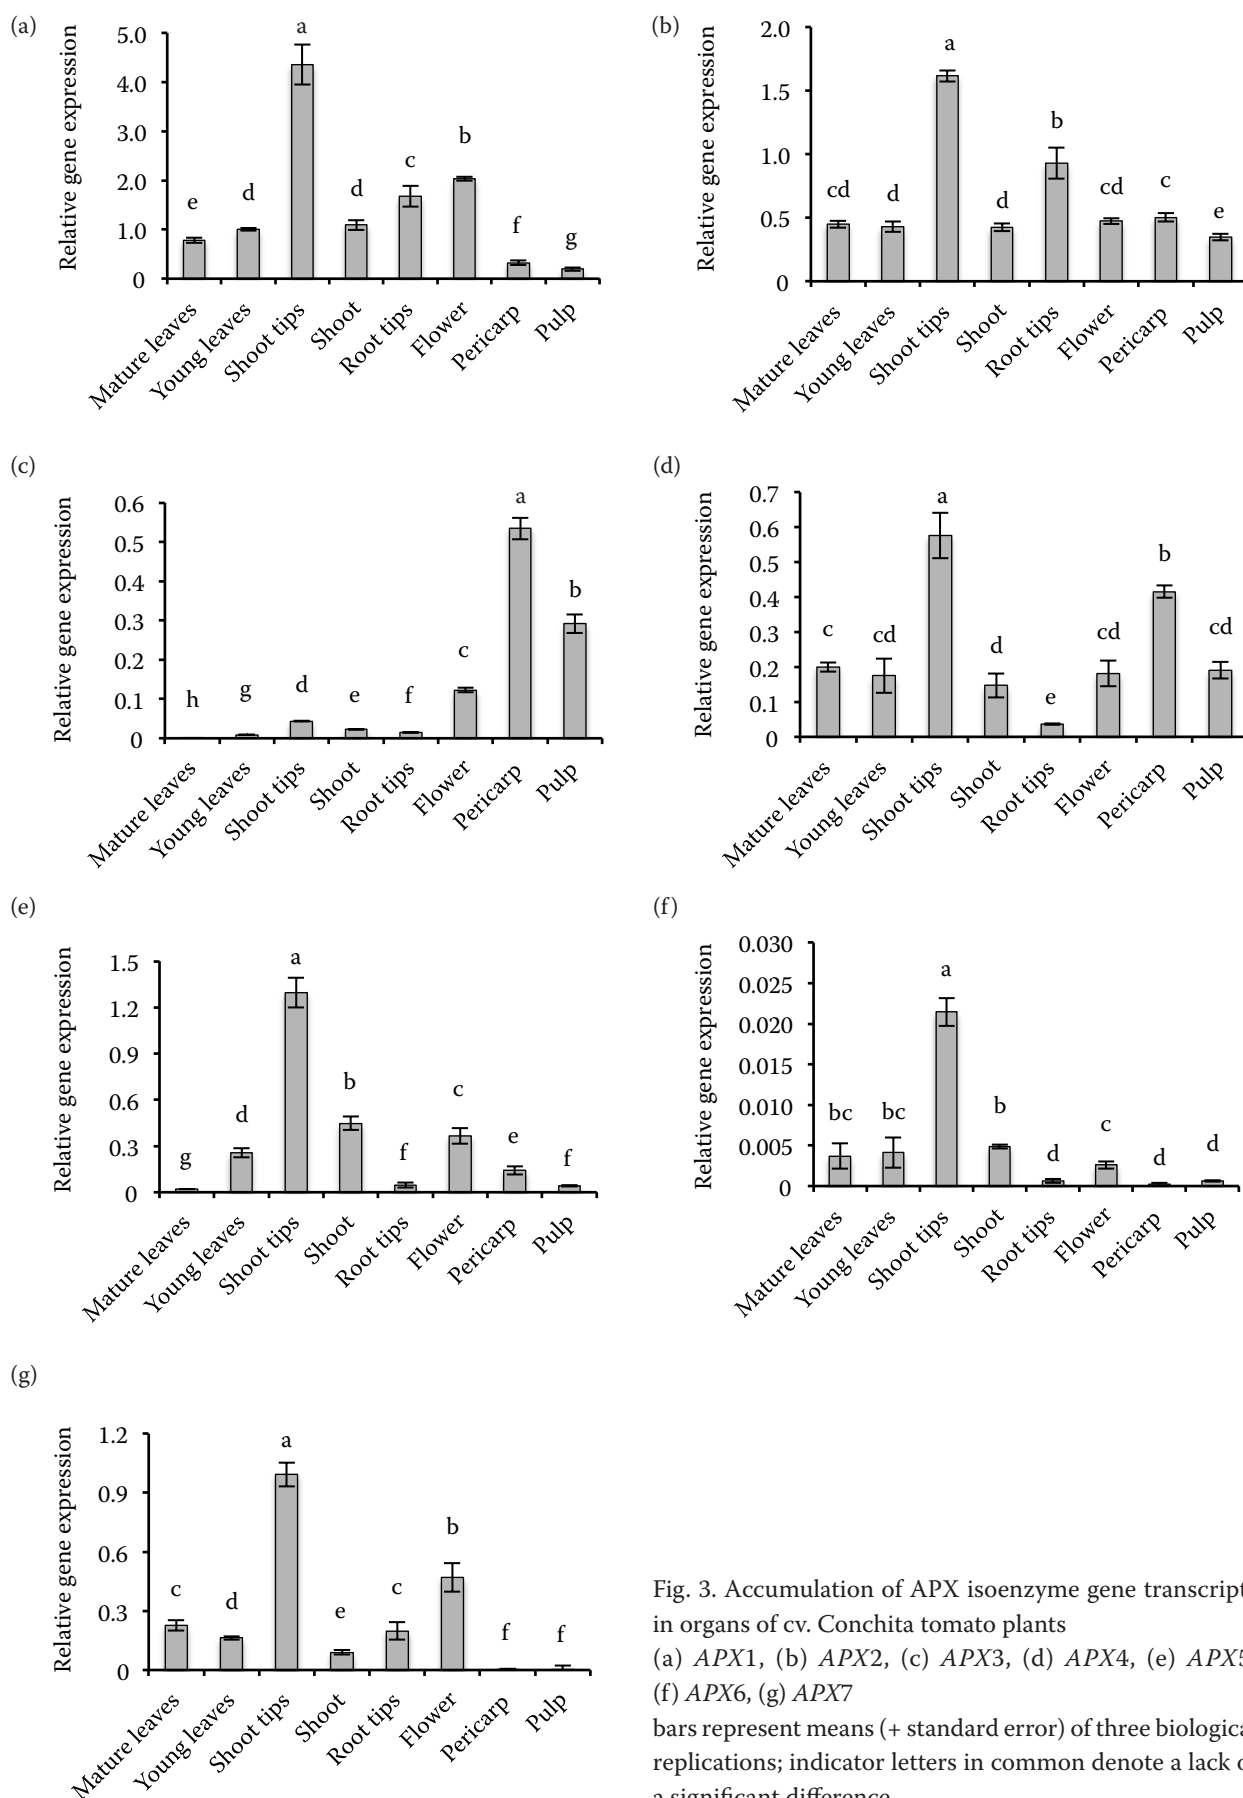 (a)
Relative gene expression
5.0
4.0
3.0
2.0
1.0
0
e
d
a
d
c
b
f
g
Mature leaves
Young leaves
Shoot tips
Shoot
Root tips
Flower
Pericarp
Pulp
(b)
Relative gene expression
2.0
1.5
1.0
0.5
0
cd
d
a
d
b
cd
c
e
Mature leaves
Young leaves
Shoot tips
Shoot
Root tips
Flower
Pericarp
Pulp
(c)
Relative gene expression
0.6
0.5
0.4
0.3
0.2
0.1
0
h
g
d
e
f
c
a
b
Mature leaves
Young leaves
Shoot tips
Shoot
Root tips
Flower
Pericarp
Pulp
(d)
Relative gene expression
0.7
0.6
0.5
0.4
0.3
0.2
0.1
0
c
cd
a
d
e
cd
b
cd
Mature leaves
Young leaves
Shoot tips
Shoot
Root tips
Flower
Pericarp
Pulp
(e)
Relative gene expression
1.5
1.2
0.9
0.6
0.3
0
g
d
a
b
f
c
e
f
Mature leaves
Young leaves
Shoot tips
Shoot
Root tips
Flower
Pericarp
Pulp
(f)
Relative gene expression
0.030
0.025
0.020
0.015
0.010
0.005
0
bc
bc
a
b
d
c
d
d
Mature leaves
Young leaves
Shoot tips
Shoot
Root tips
Flower
Pericarp
Pulp
(g)
Relative gene expression
1.2
0.9
0.6
0.3
0
c
d
a
e
c
b
f
f
Mature leaves
Young leaves
Shoot tips
Shoot
Root tips
Flower
Pericarp
Pulp
Fig. 3. Accumulation of APX isoenzyme gene transcript
in organs of cv. Conchita tomato plants
(a) APX1, (b) APX2, (c) APX3, (d) APX4, (e) APX5
(f) APX6, (g) APX7
bars represent means (+ standard error) of three biologica
replications; indicator letters in common denote a lack o
a significant difference